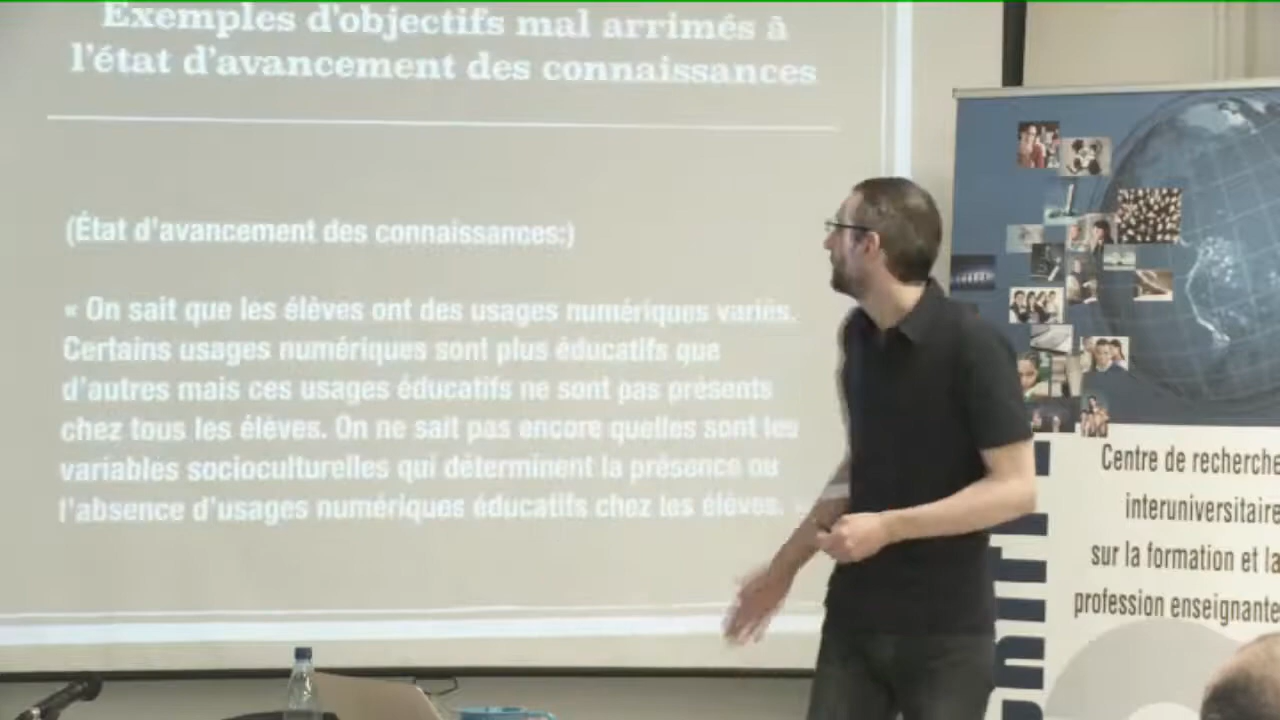 Exemples d'objectifs mal arrimés à
l'état d'avancement des connaissances
(État d'avancement des connaissances:)
« On sait que les élèves ont des usages numériques variés.
Certains usages numériques sont plus éducatifs que
d'autres mais ces usages éducatifs ne sont pas présents
chez tous les élèves. On ne sait pas encore quelles sont les
variables socioculturelles qui déterminent la présence ou
l'absence d'usages numériques éducatifs chez les élèves. »
Centre de recherche
interuniversitaire
sur la formation et la
profession enseignante